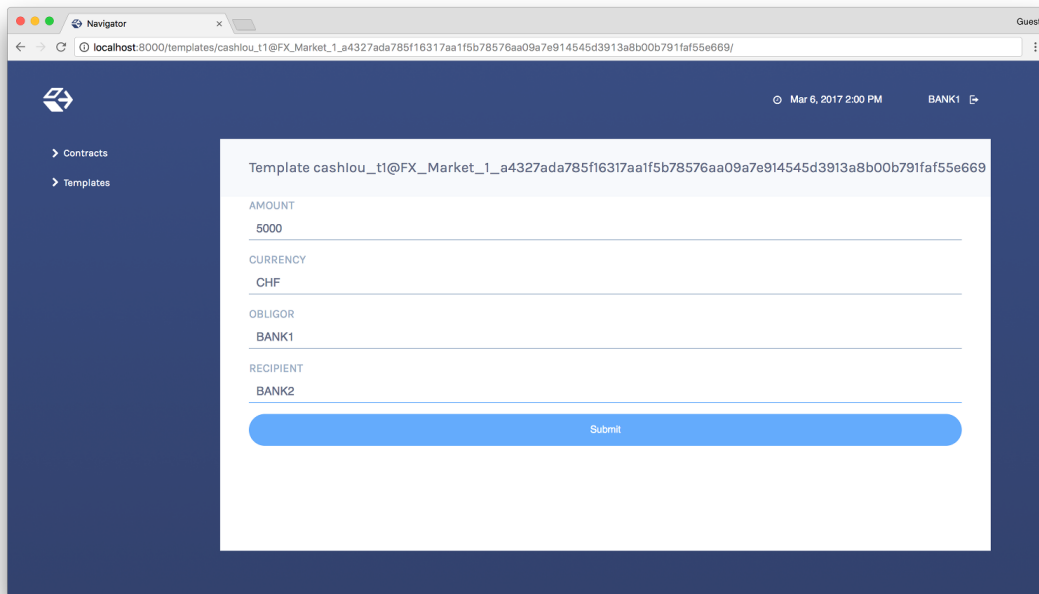 Navigator
Guest
localhost:8000/templates/cashIou_t1@FX_Market_1_a4327ada785f16317aa1f5b78576aa09a7e914545d3913a8b00b791faf55e669/
Mar 6, 2017 2:00 PM
BANK1
Contracts
Templates
Template cashIou_t1@FX_Market_1_a4327ada785f16317aa1f5b78576aa09a7e914545d3913a8b00b791faf55e669
AMOUNT
5000
CURRENCY
CHF
OBLIGOR
BANK1
RECIPIENT
BANK2
Submit